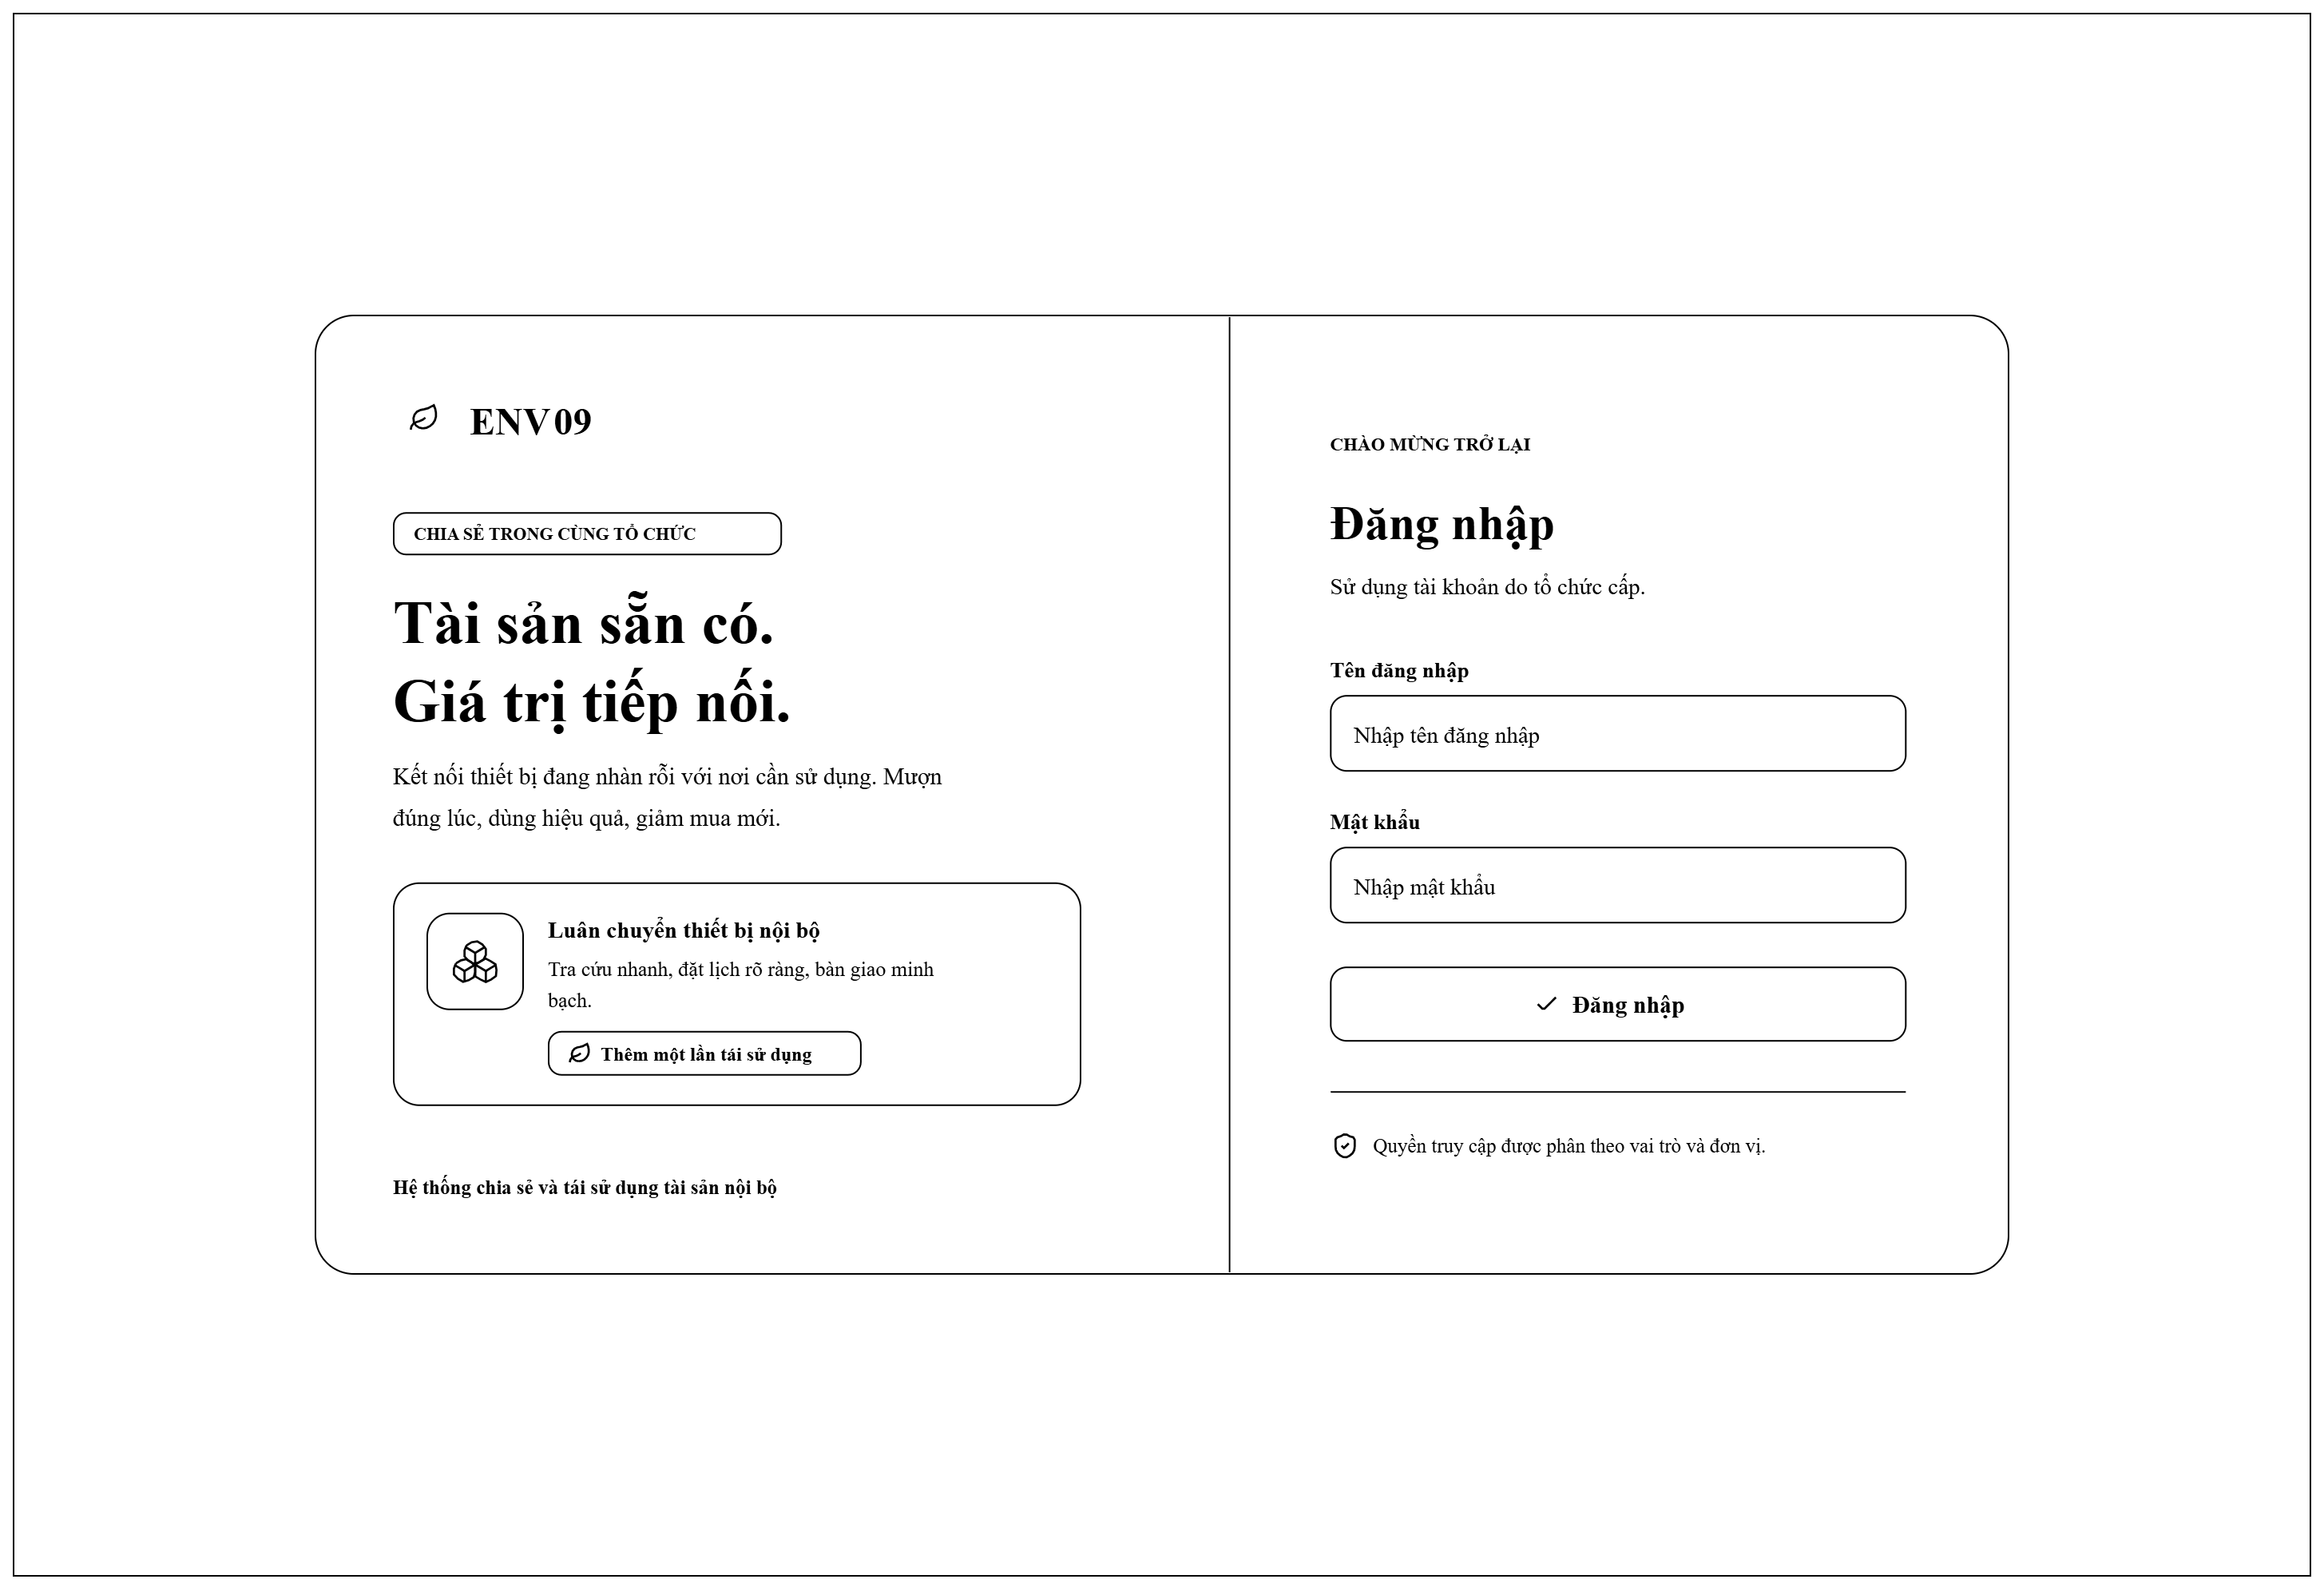 ENV09
CHIA SẺ TRONG CÙNG TỔ CHỨC
Tài sản sẵn có.
Giá trị tiếp nối.
Kết nối thiết bị đang nhàn rỗi với nơi cần sử dụng. Mượn
đúng lúc, dùng hiệu quả, giảm mua mới.
Luân chuyển thiết bị nội bộ
Tra cứu nhanh, đặt lịch rõ ràng, bàn giao minh
bạch.
Thêm một lần tái sử dụng
Hệ thống chia sẻ và tái sử dụng tài sản nội bộ
CHÀO MỪNG TRỞ LẠI
Đăng nhập
Sử dụng tài khoản do tổ chức cấp.
Tên đăng nhập
Nhập tên đăng nhập
Mật khẩu
Nhập mật khẩu
Đăng nhập
Quyền truy cập được phân theo vai trò và đơn vị.